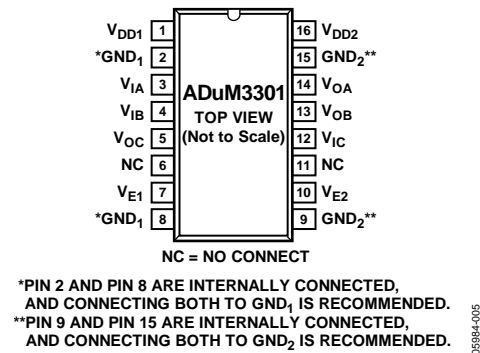 VDD1 1 16 VDD2
*GND1 2 15 GND2**
VIA 3 14 VOA
VIB 4 13 VOB
VOC 5 12 VIC
NC 6 11 NC
VE1 7 10 VE2
*GND1 8 9 GND2**
ADuM3301
TOP VIEW
(Not to Scale)
NC = NO CONNECT
*PIN 2 AND PIN 8 ARE INTERNALLY CONNECTED,
AND CONNECTING BOTH TO GND1 IS RECOMMENDED.
**PIN 9 AND PIN 15 ARE INTERNALLY CONNECTED,
AND CONNECTING BOTH TO GND2 IS RECOMMENDED.
05984-005